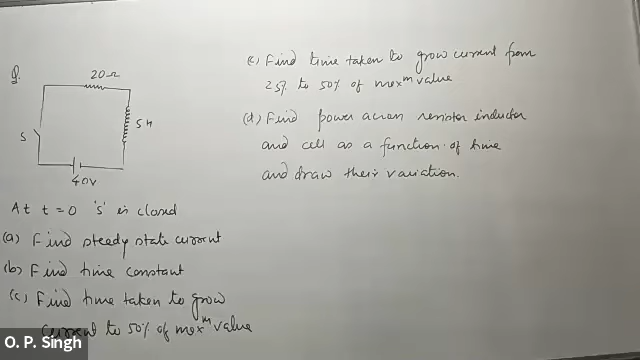 Q.
20Ω
5H
S
40V
At t = 0 'S' is closed
(a) Find steady state current
(b) Find time constant
(c) Find time taken to grow
current to 50% of maxᵐ value
(c) Find time taken to grow current from
25% to 50% of maxᵐ value
(d) Find power across resistor inductor
and cell as a function of time
and draw their variation.
O. P. Singh